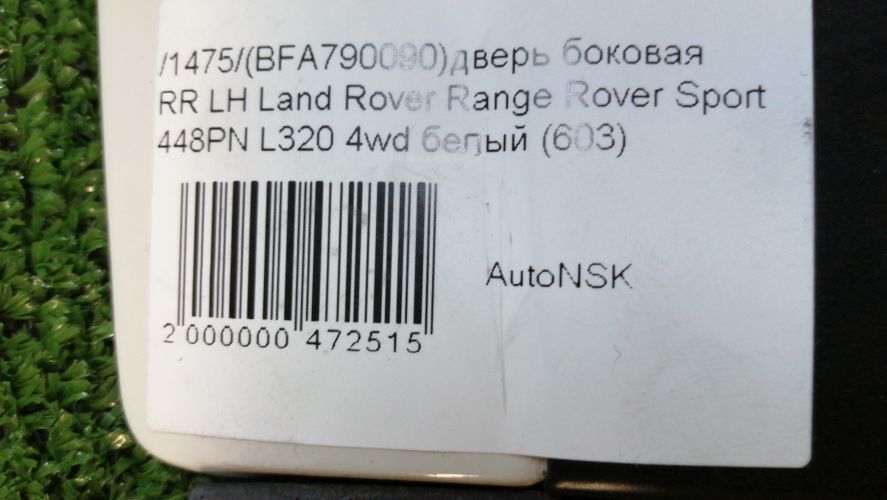 /1475/(BFA790090)дверь боковая
RR LH Land Rover Range Rover Sport
448PN L320 4wd белый (603)
AutoNSK
2 000000 472515